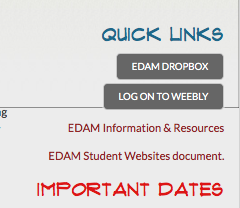 QUICK LINKS
EDAM DROPBOX
LOG ON TO WEEBLY
EDAM Information & Resources
EDAM Student Websites document.
IMPORTANT DATES